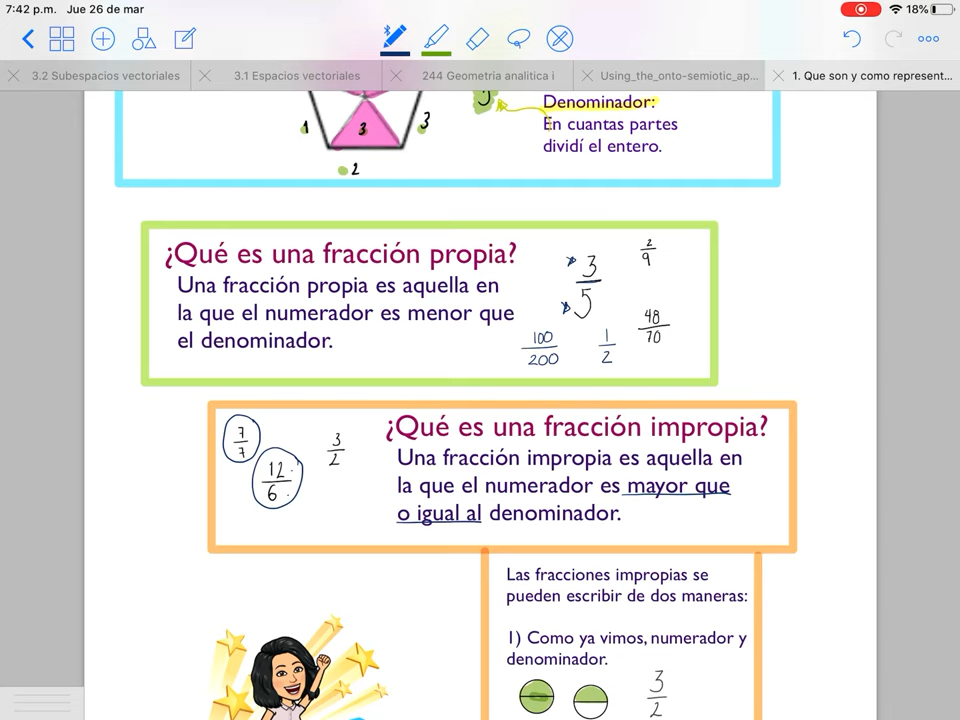 7:42 p.m. Jue 26 de mar
18%
3.2 Subespacios vectoriales
3.1 Espacios vectoriales
244 Geometria analitica i
Using_the_onto-semiotic_ap...
1. Que son y como represent...
1
3
3
2
5
Denominador:
En cuantas partes
dividí el entero.
¿Qué es una fracción propia?
Una fracción propia es aquella en
la que el numerador es menor que
el denominador.
3
5
2
9
100
200
1
2
48
70
7
7
12
6
3
2
¿Qué es una fracción impropia?
Una fracción impropia es aquella en
la que el numerador es mayor que
o igual al denominador.
Las fracciones impropias se
pueden escribir de dos maneras:
1) Como ya vimos, numerador y
denominador.
3
2